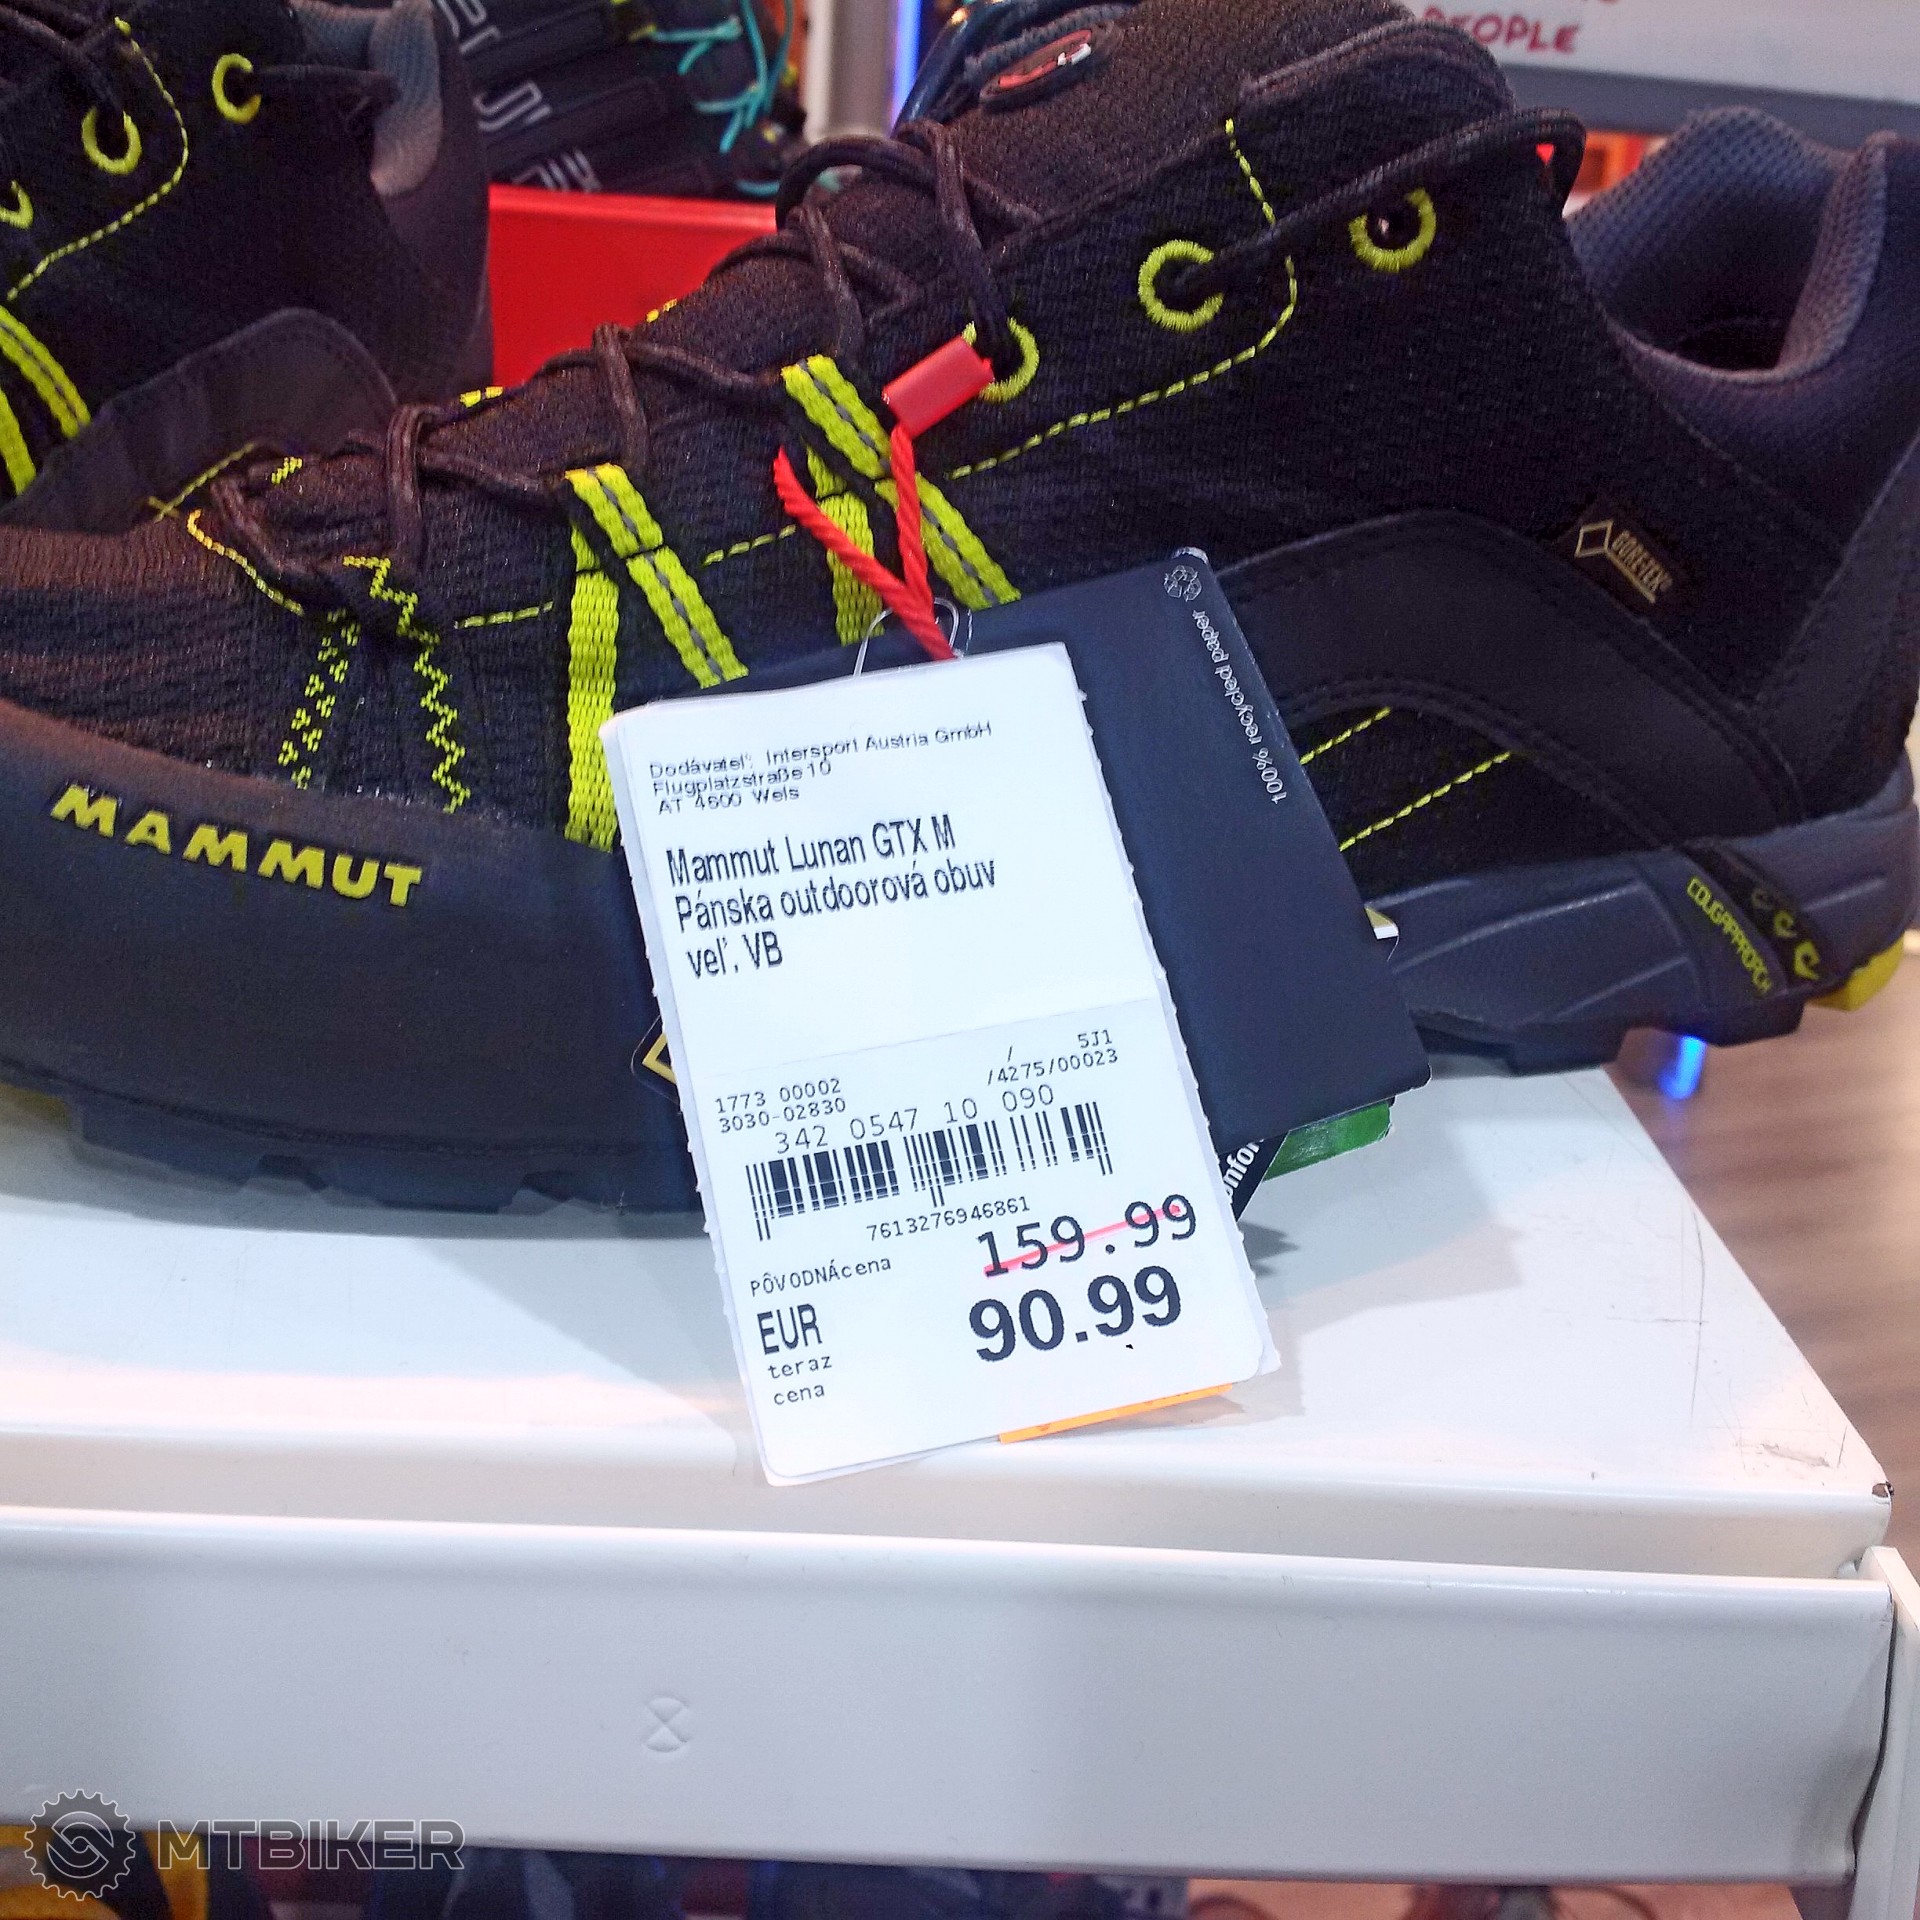 OPLE
MAMMUT
GORE-TEX
100% recycled paper
COUGAPPROACH
Dodávateľ: Intersport Austria GmbH
Flugplatzstraße 10
AT 4600 Wels
Mammut Lunan GTX M
Pánska outdoorová obuv
veľ. VB
/ 5J1
1773 00002 /4275/00023
3030-02830
342 0547 10 090
7613276946861
PÔVODNÁcena 159.99
EUR 90.99
teraz
cena
MTBIKER